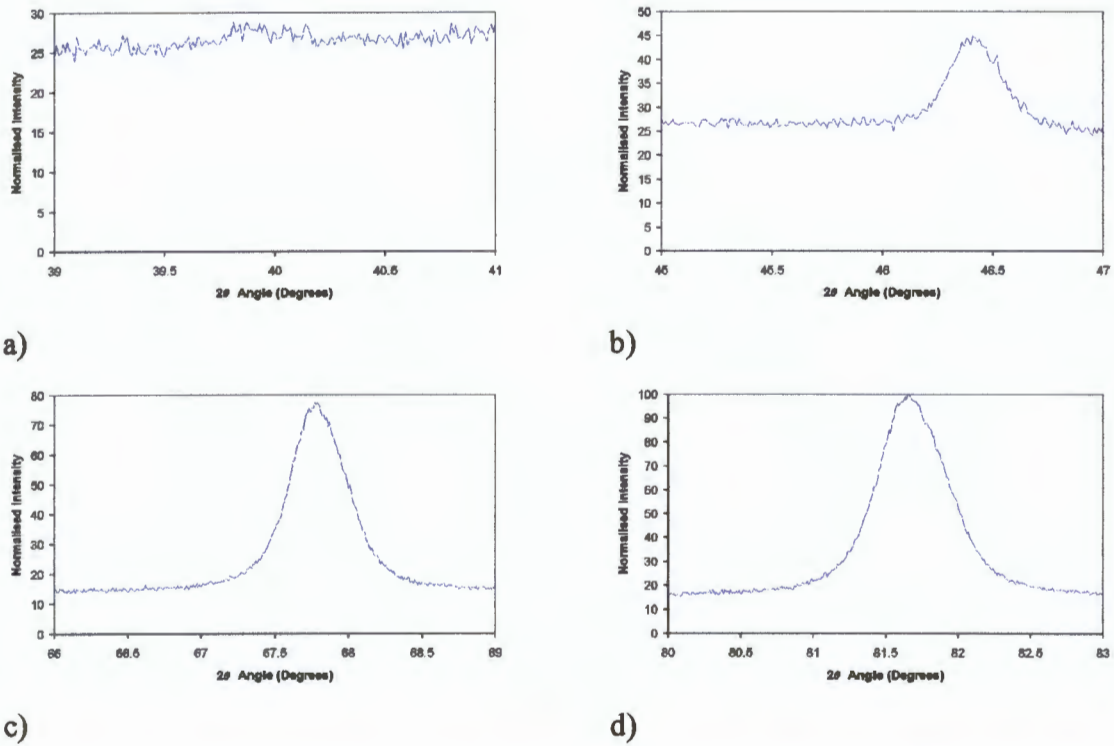 30
25
20
15
10
5
0
Normalised Intensity
39 39.5 40 40.5 41
2θ Angle (Degrees)
a)
50
45
40
35
30
25
20
15
10
5
0
Normalised Intensity
45 45.5 46 46.5 47
2θ Angle (Degrees)
b)
80
70
60
50
40
30
20
10
0
Normalised Intensity
66 66.5 67 67.5 68 68.5 69
2θ Angle (Degrees)
c)
100
90
80
70
60
50
40
30
20
10
0
Normalised Intensity
80 80.5 81 81.5 82 82.5 83
2θ Angle (Degrees)
d)